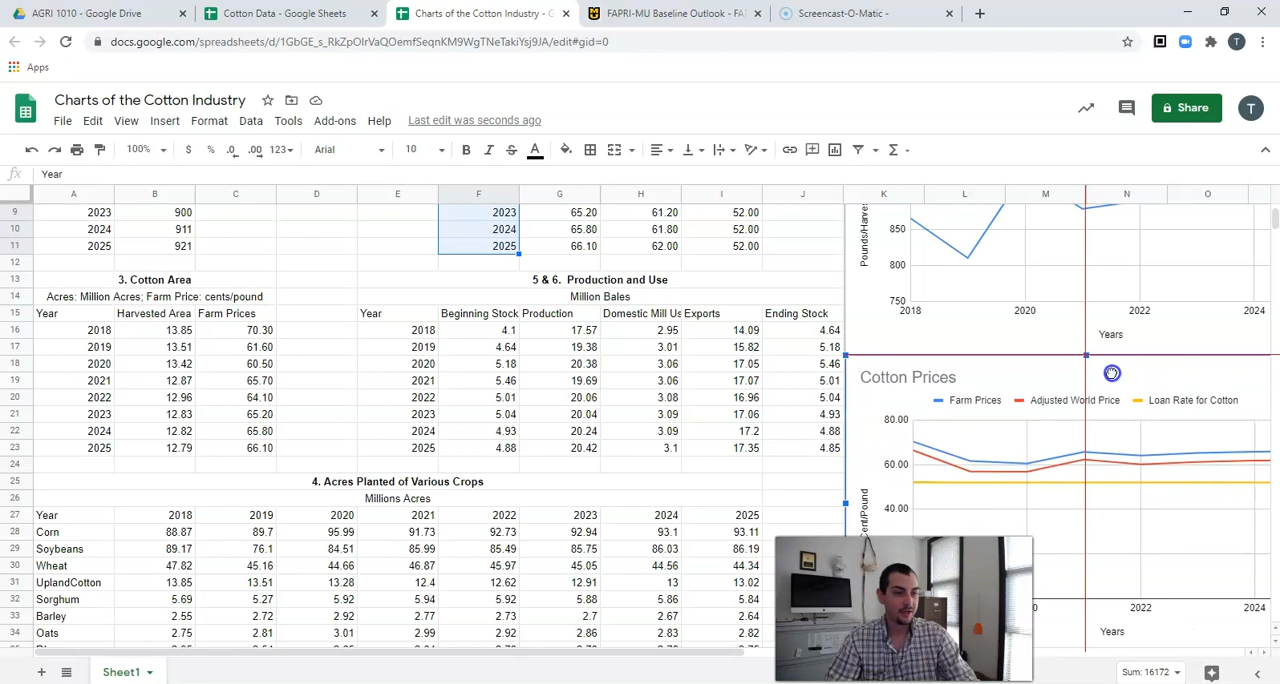 AGRI 1010 - Google Drive
Cotton Data - Google Sheets
Charts of the Cotton Industry - G
FAPRI-MU Baseline Outlook - FA
Screencast-O-Matic -
docs.google.com/spreadsheets/d/1GbGE_s_RkZpOIrVaQOemfSeqnKM9WgTNeTakiYsj9JA/edit#gid=0
Apps
Charts of the Cotton Industry
File Edit View Insert Format Data Tools Add-ons Help Last edit was seconds ago
Share
T
100% $ % .0 .00 123 Arial 10 B I S A
fx Year
A B C D E F G H I J K L M N O
9 2023 900 2023 65.20 61.20 52.00
10 2024 911 2024 65.80 61.80 52.00
11 2025 921 2025 66.10 62.00 52.00
12
13 3. Cotton Area 5 & 6. Production and Use
14 Acres: Million Acres; Farm Price: cents/pound Million Bales
15 Year Harvested Area Farm Prices Year Beginning Stock Production Domestic Mill Us Exports Ending Stock
16 2018 13.85 70.30 2018 4.1 17.57 2.95 14.09 4.64
17 2019 13.51 61.60 2019 4.64 19.38 3.01 15.82 5.18
18 2020 13.42 60.50 2020 5.18 20.38 3.06 17.05 5.46
19 2021 12.87 65.70 2021 5.46 19.69 3.06 17.07 5.01
20 2022 12.96 64.10 2022 5.01 20.06 3.08 16.96 5.04
21 2023 12.83 65.20 2023 5.04 20.04 3.09 17.06 4.93
22 2024 12.82 65.80 2024 4.93 20.24 3.09 17.2 4.88
23 2025 12.79 66.10 2025 4.88 20.42 3.1 17.35 4.85
24
25 4. Acres Planted of Various Crops
26 Millions Acres
27 Year 2018 2019 2020 2021 2022 2023 2024 2025
28 Corn 88.87 89.7 95.99 91.73 92.73 92.94 93.1 93.11
29 Soybeans 89.17 76.1 84.51 85.99 85.49 85.75 86.03 86.19
30 Wheat 47.82 45.16 44.66 46.87 45.97 45.05 44.56 44.34
31 UplandCotton 13.85 13.51 13.28 12.4 12.62 12.91 13 13.02
32 Sorghum 5.27 5.92 5.94 5.92 5.88 5.86 5.84
33 Barley 2.55 2.72 2.92 2.77 2.73 2.7 2.67 2.64
34 Oats 2.75 2.81 3.01 2.99 2.92 2.86 2.83 2.82
Pounds/Harves
850
800
750
2018 2020 2022 2024
Years
Cotton Prices
Farm Prices Adjusted World Price Loan Rate for Cotton
Cent/Pound
80.00
60.00
40.00
2022 2024
Years
Sheet1
Sum: 16172